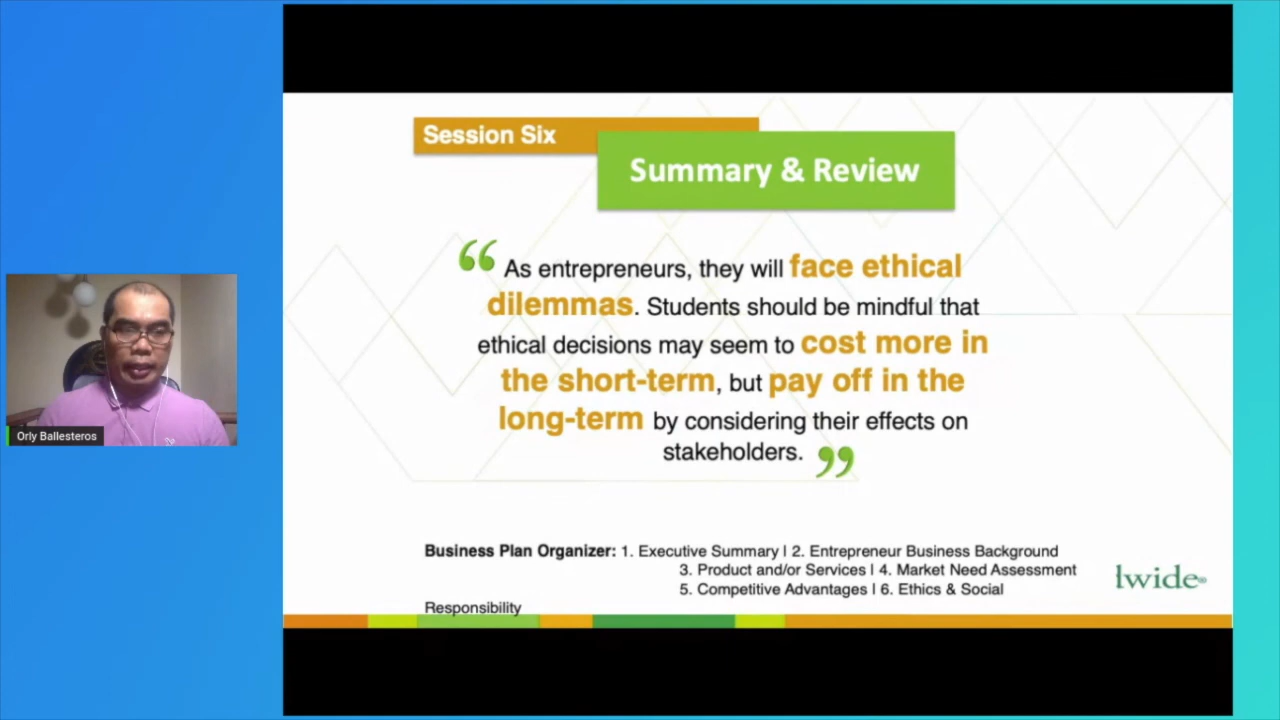 Session Six
Summary & Review
“ As entrepreneurs, they will face ethical
dilemmas. Students should be mindful that
ethical decisions may seem to cost more in
the short-term, but pay off in the
long-term by considering their effects on
stakeholders. ”
Orly Ballesteros
Business Plan Organizer: 1. Executive Summary | 2. Entrepreneur Business Background
3. Product and/or Services | 4. Market Need Assessment
5. Competitive Advantages | 6. Ethics & Social
Responsibility
lwide